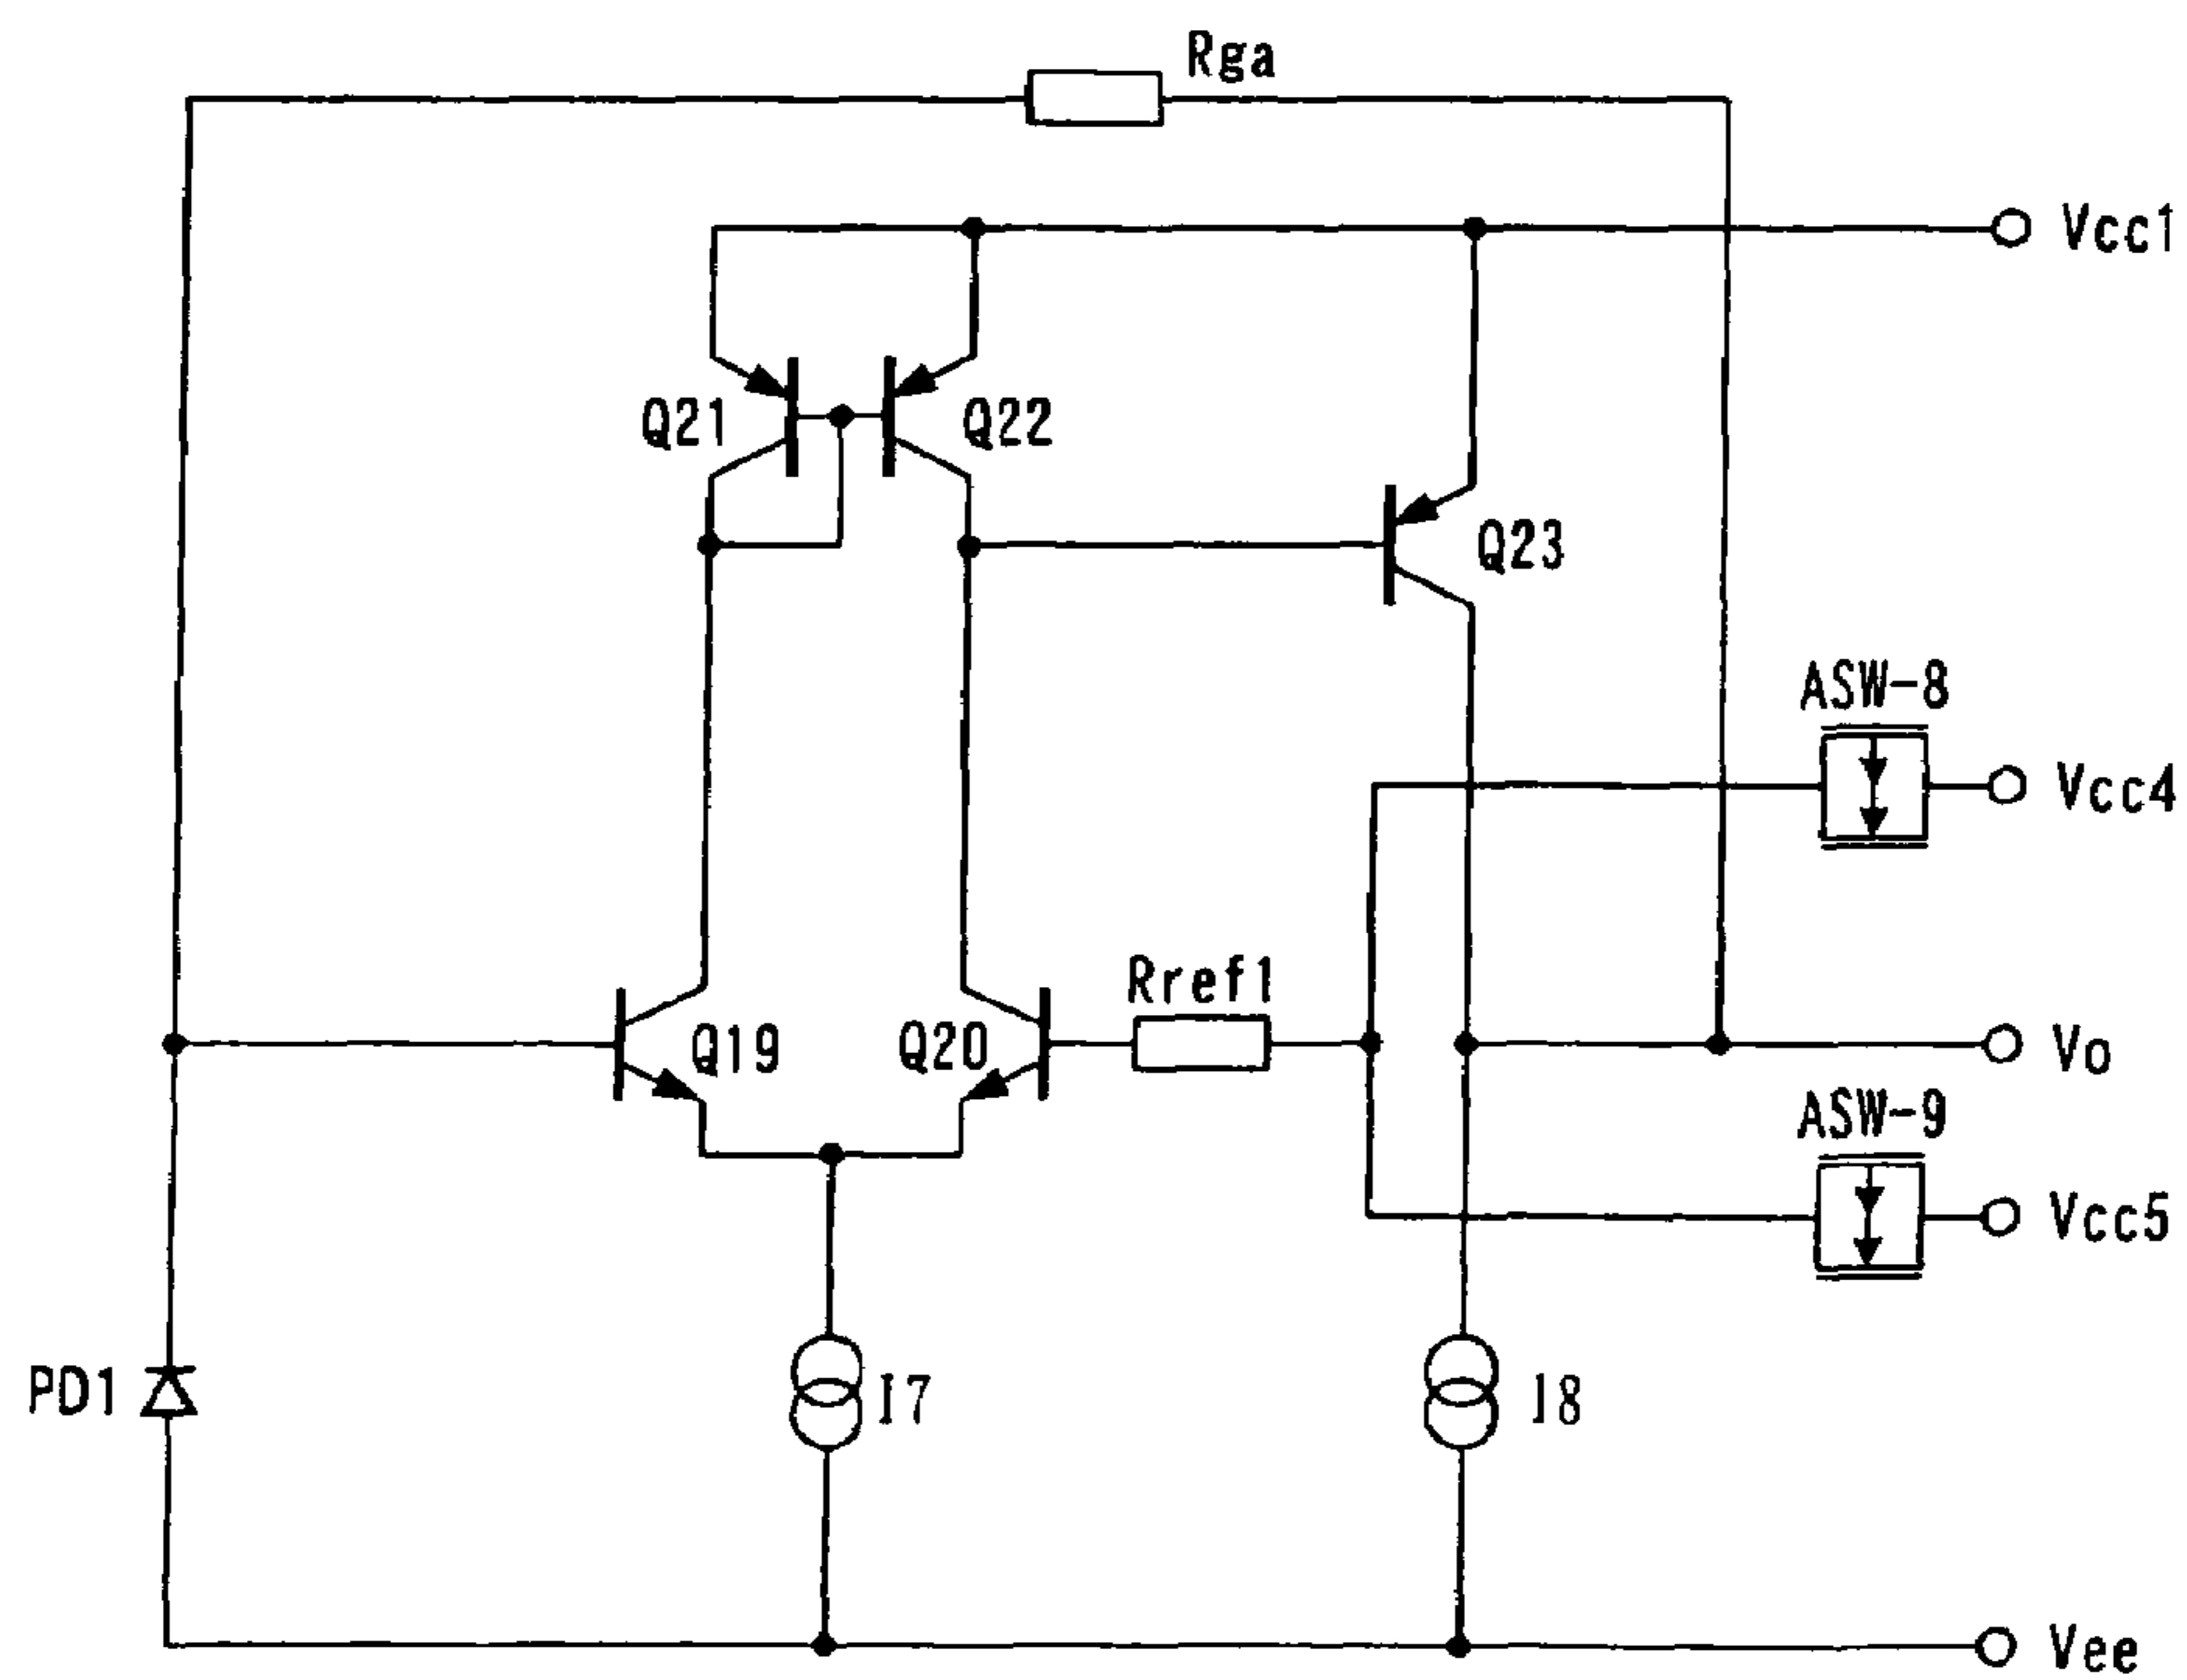 Rga
Vcc1
Q21
Q22
Q23
ASW-8
Vcc4
Rref1
Q19
Q20
Vo
ASW-9
Vcc5
PD1
I7
I8
Vee